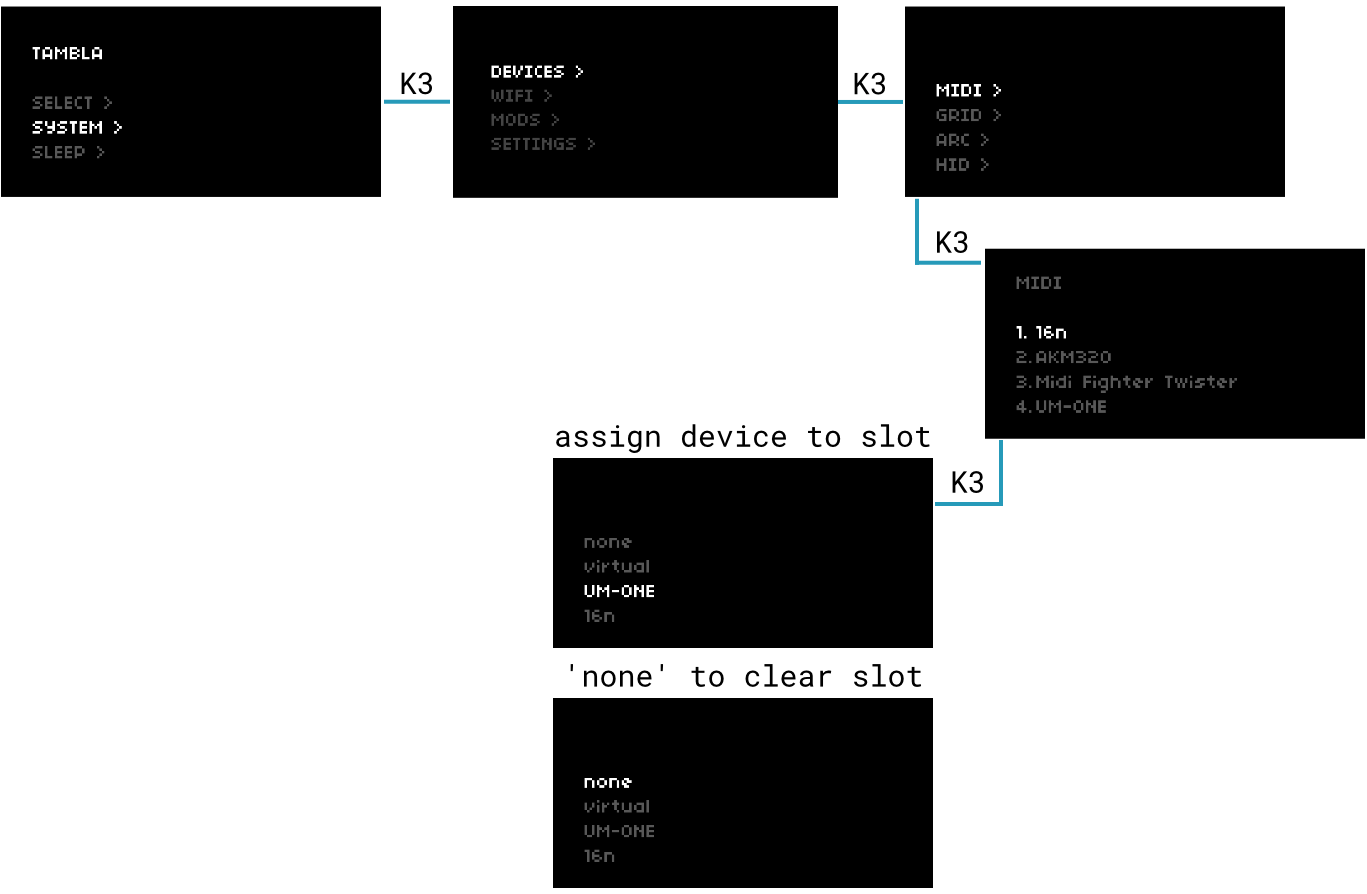 TAMBLA
SELECT >
SYSTEM >
SLEEP >
K3
DEVICES >
WIFI >
MODS >
SETTINGS >
K3
MIDI >
GRID >
ARC >
HID >
K3
MIDI
1. 16n
2.AKM320
3.Midi Fighter Twister
4.UM-ONE
K3
assign device to slot
none
virtual
UM-ONE
16n
'none' to clear slot
none
virtual
UM-ONE
16n